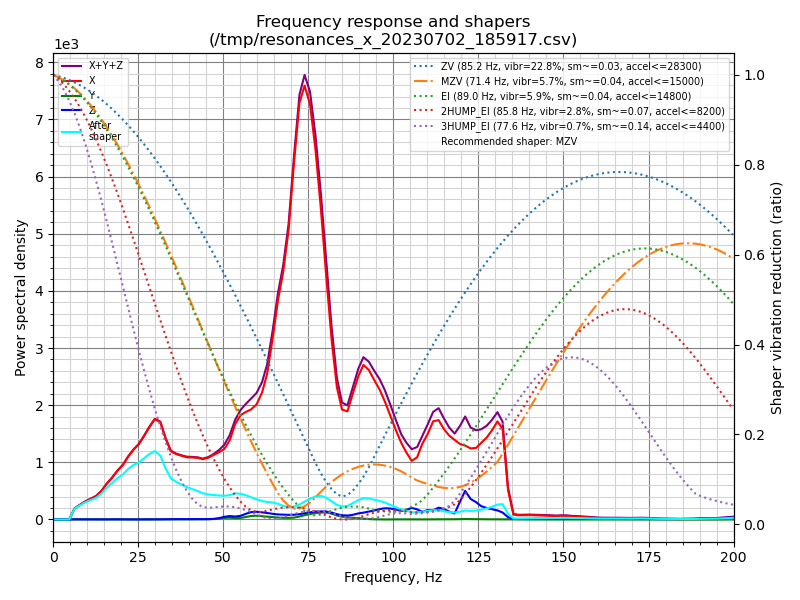 Frequency response and shapers
(/tmp/resonances_x_20230702_185917.csv)
1e3
X+Y+Z
X
Y
Z
After
shaper
ZV (85.2 Hz, vibr=22.8%, sm~=0.03, accel<=28300)
MZV (71.4 Hz, vibr=5.7%, sm~=0.04, accel<=15000)
EI (89.0 Hz, vibr=5.9%, sm~=0.04, accel<=14800)
2HUMP_EI (85.8 Hz, vibr=2.8%, sm~=0.07, accel<=8200)
3HUMP_EI (77.6 Hz, vibr=0.7%, sm~=0.14, accel<=4400)
Recommended shaper: MZV
8
7
6
5
4
3
2
1
0
Power spectral density
1.0
0.8
0.6
0.4
0.2
0.0
Shaper vibration reduction (ratio)
0 25 50 75 100 125 150 175 200
Frequency, Hz